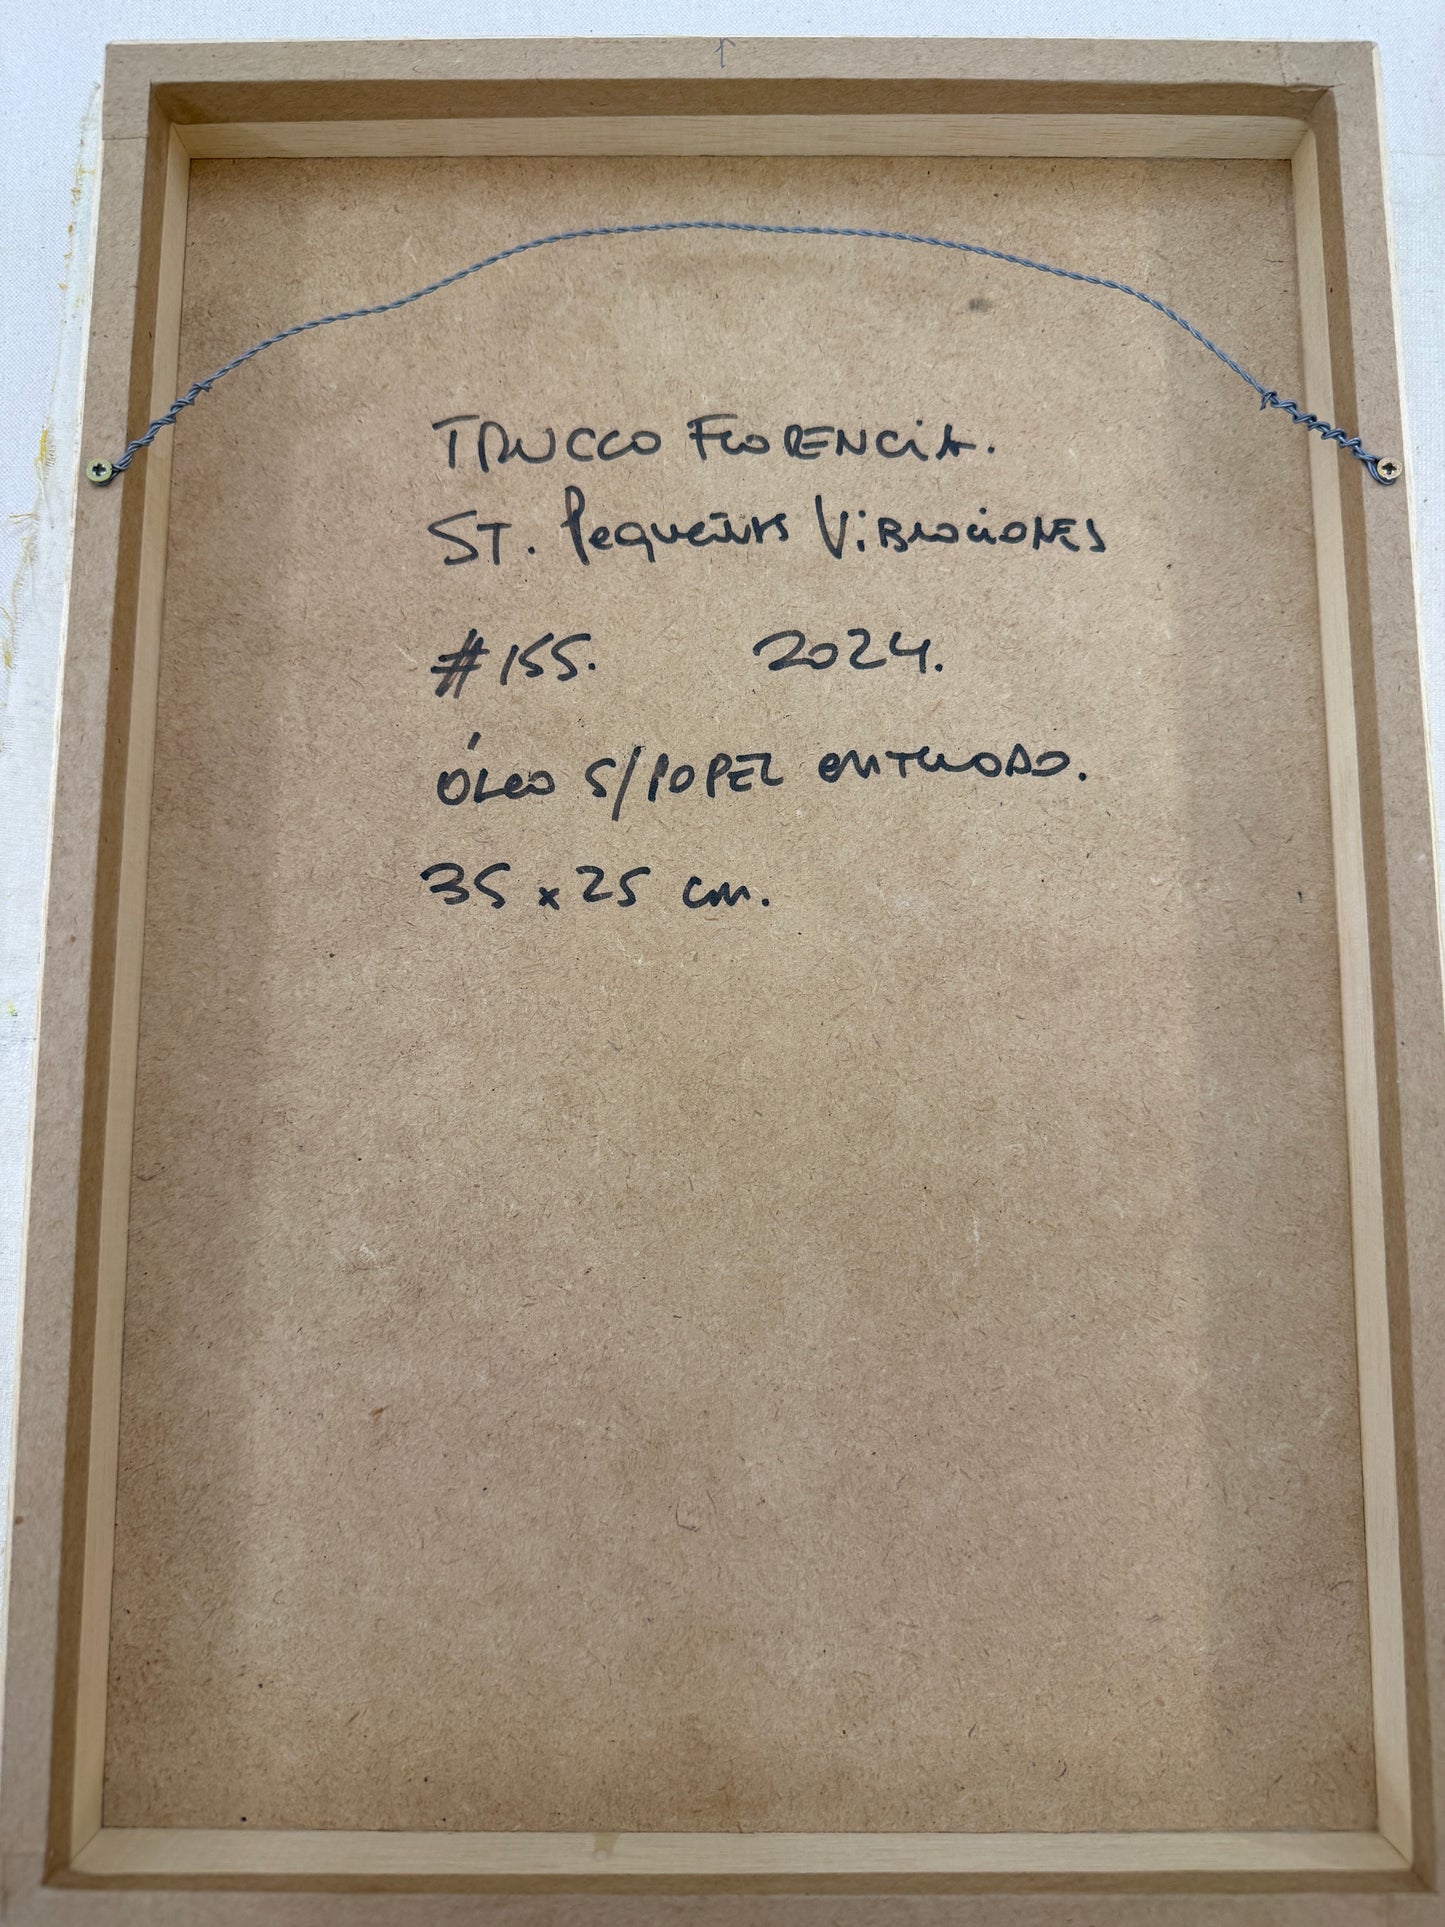 TRUCCO FLORENCIA.
ST. PEQUEÑAS VIBRACIONES
#155. 2024.
ÓLEO S/PAPEL ENTELADO.
35 x 25 cm.